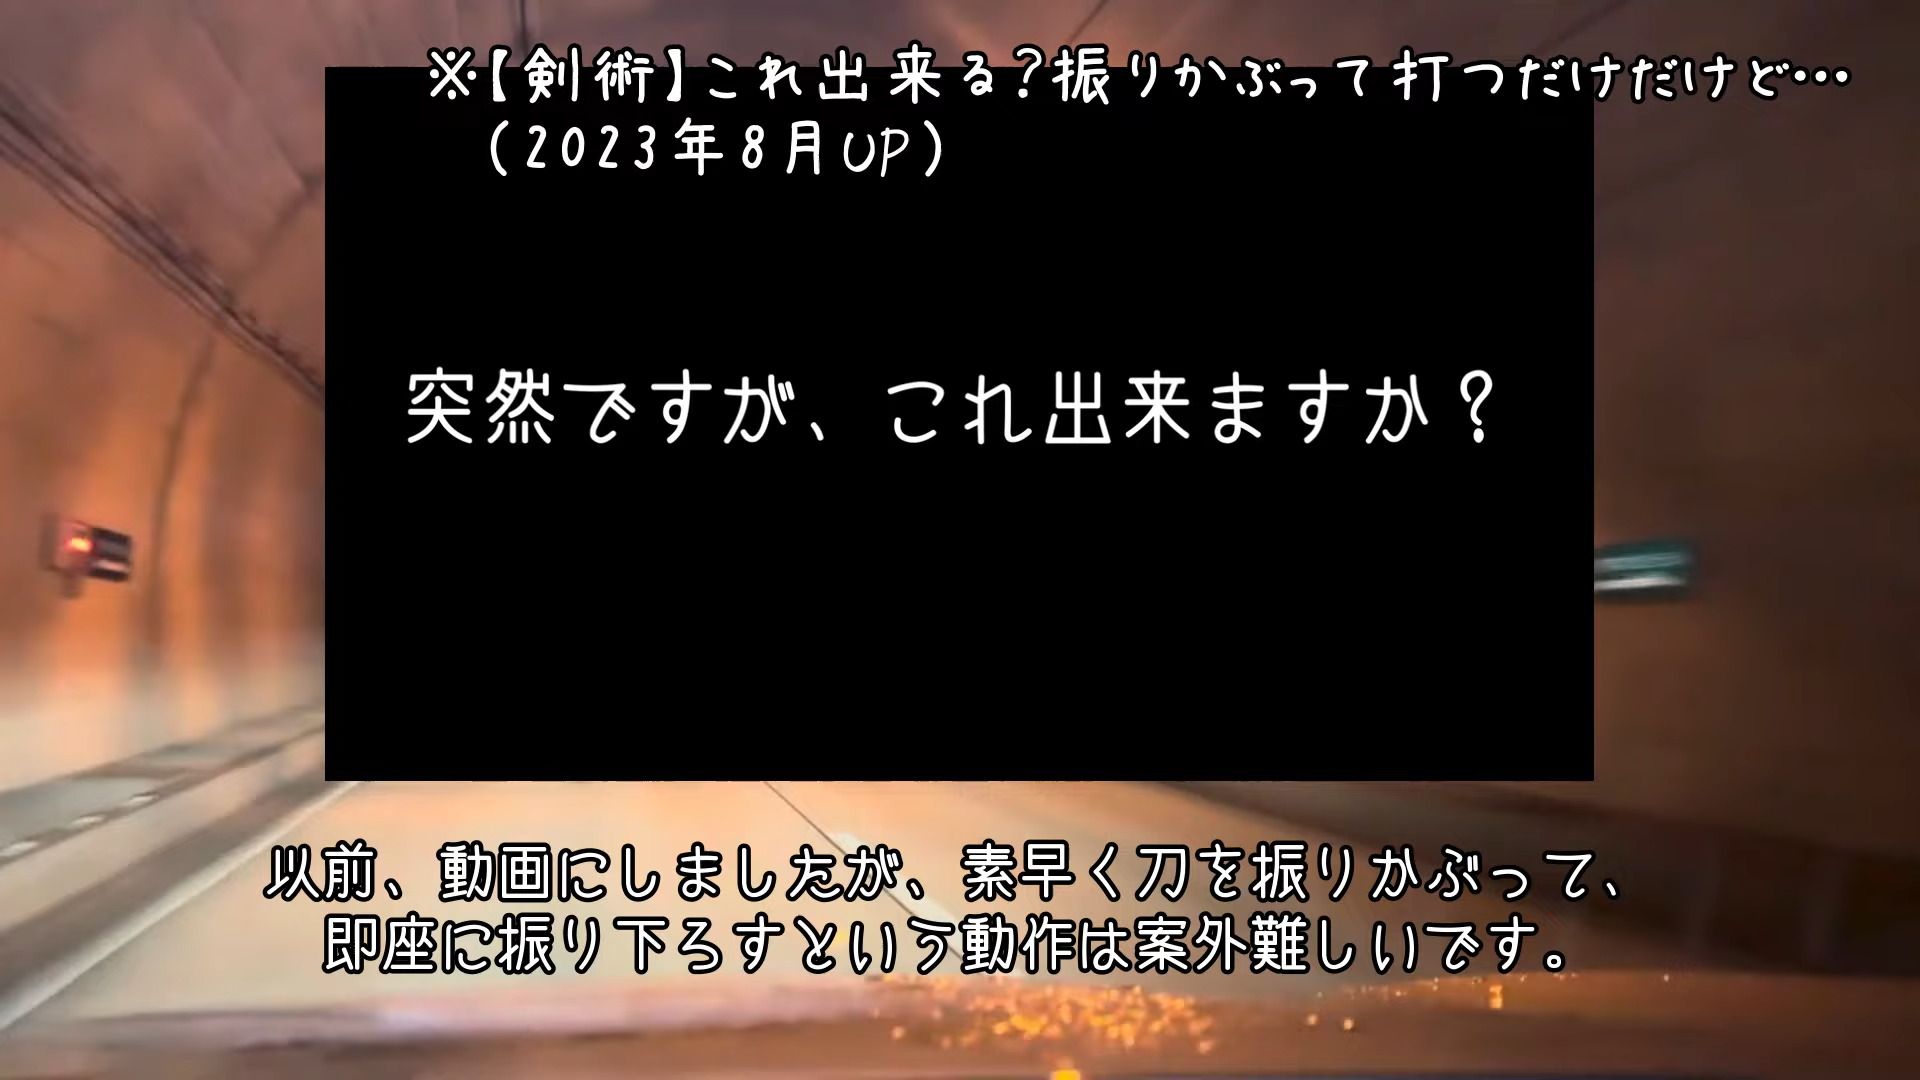 ※【剣術】これ出来る?振りかぶって打つだけだけど…
(2023年8月UP)
突然ですが、これ出来ますか？
以前、動画にしましたが、素早く刀を振りかぶって、
即座に振り下ろすという動作は案外難しいです。